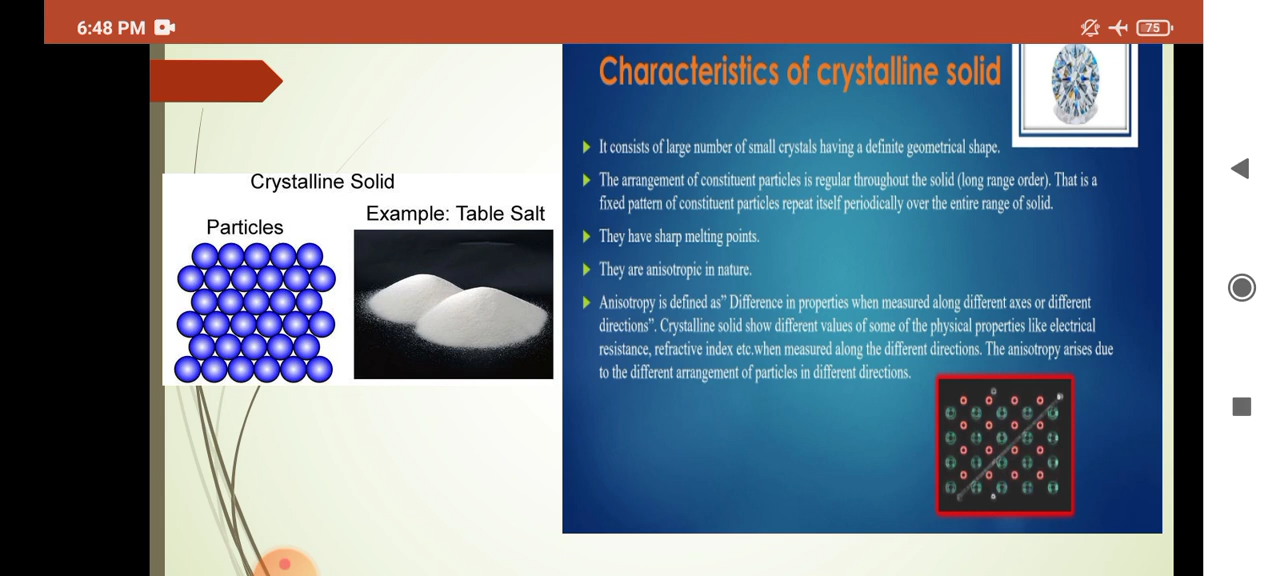 6:48 PM
75
Crystalline Solid
Particles
Example: Table Salt
Characteristics of crystalline solid
It consists of large number of small crystals having a definite geometrical shape.
The arrangement of constituent particles is regular throughout the solid (long range order). That is a
fixed pattern of constituent particles repeat itself periodically over the entire range of solid.
They have sharp melting points.
They are anisotropic in nature.
Anisotropy is defined as” Difference in properties when measured along different axes or different
directions”. Crystalline solid show different values of some of the physical properties like electrical
resistance, refractive index etc.when measured along the different directions. The anisotropy arises due
to the different arrangement of particles in different directions.